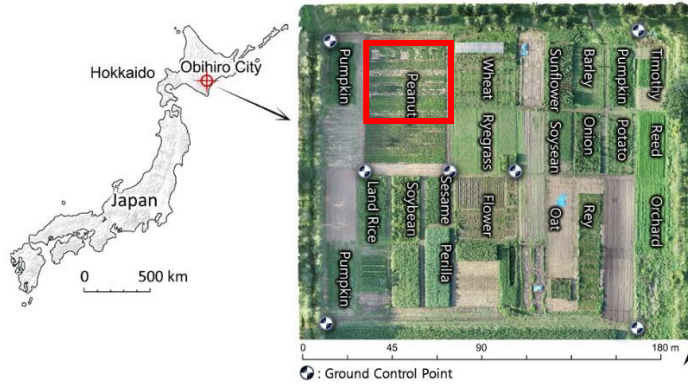 Hokkaido
Obihiro City
Japan
0 500 km
Pumpkin
Peanut
Wheat
Sunflower
Barley
Pumpkin
Timothy
Ryegrass
Soysean
Onion
Potato
Reed
Land Rice
Soybean
Sesame
Flower
Oat
Rey
Orchard
Pumpkin
Perilla
0 45 90 180 m
: Ground Control Point